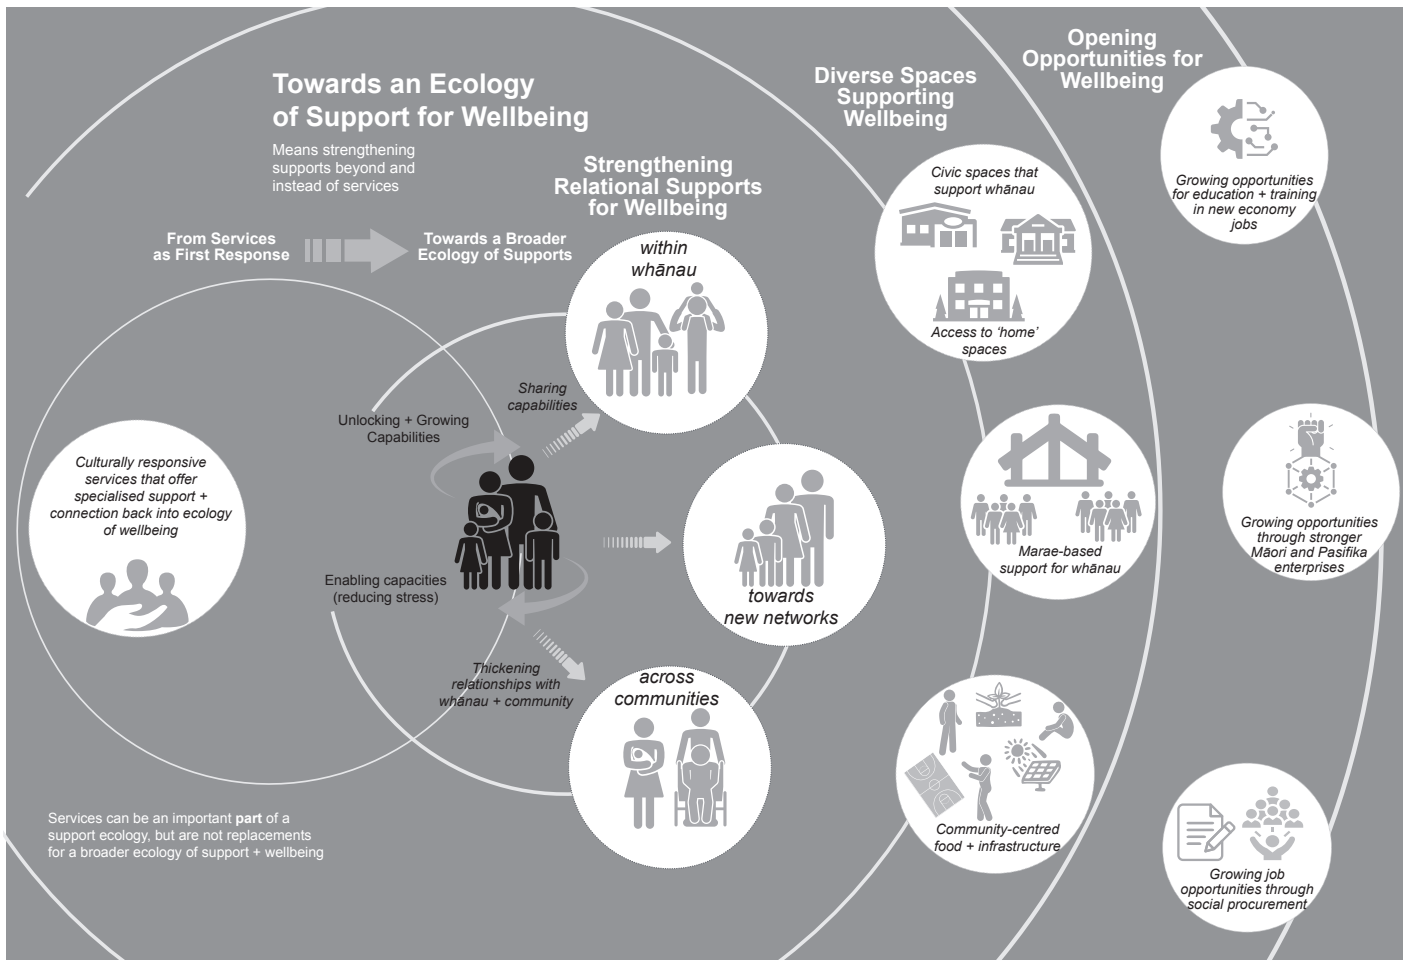 Towards an Ecology
of Support for Wellbeing
Means strengthening
supports beyond and
instead of services
From Services
as First Response
Towards a Broader
Ecology of Supports
Culturally responsive
services that offer
specialised support +
connection back into ecology
of wellbeing
Services can be an important part of a
support ecology, but are not replacements
for a broader ecology of support + wellbeing
Unlocking + Growing
Capabilities
Enabling capacities
(reducing stress)
Sharing
capabilities
Thickening
relationships with
whānau + community
Strengthening
Relational Supports
for Wellbeing
within
whānau
towards
new networks
across
communities
Diverse Spaces
Supporting
Wellbeing
Civic spaces that
support whānau
Access to ‘home’
spaces
Marae-based
support for whānau
Community-centred
food + infrastructure
Opening
Opportunities for
Wellbeing
Growing opportunities
for education + training
in new economy
jobs
Growing opportunities
through stronger
Māori and Pasifika
enterprises
Growing job
opportunities through
social procurement